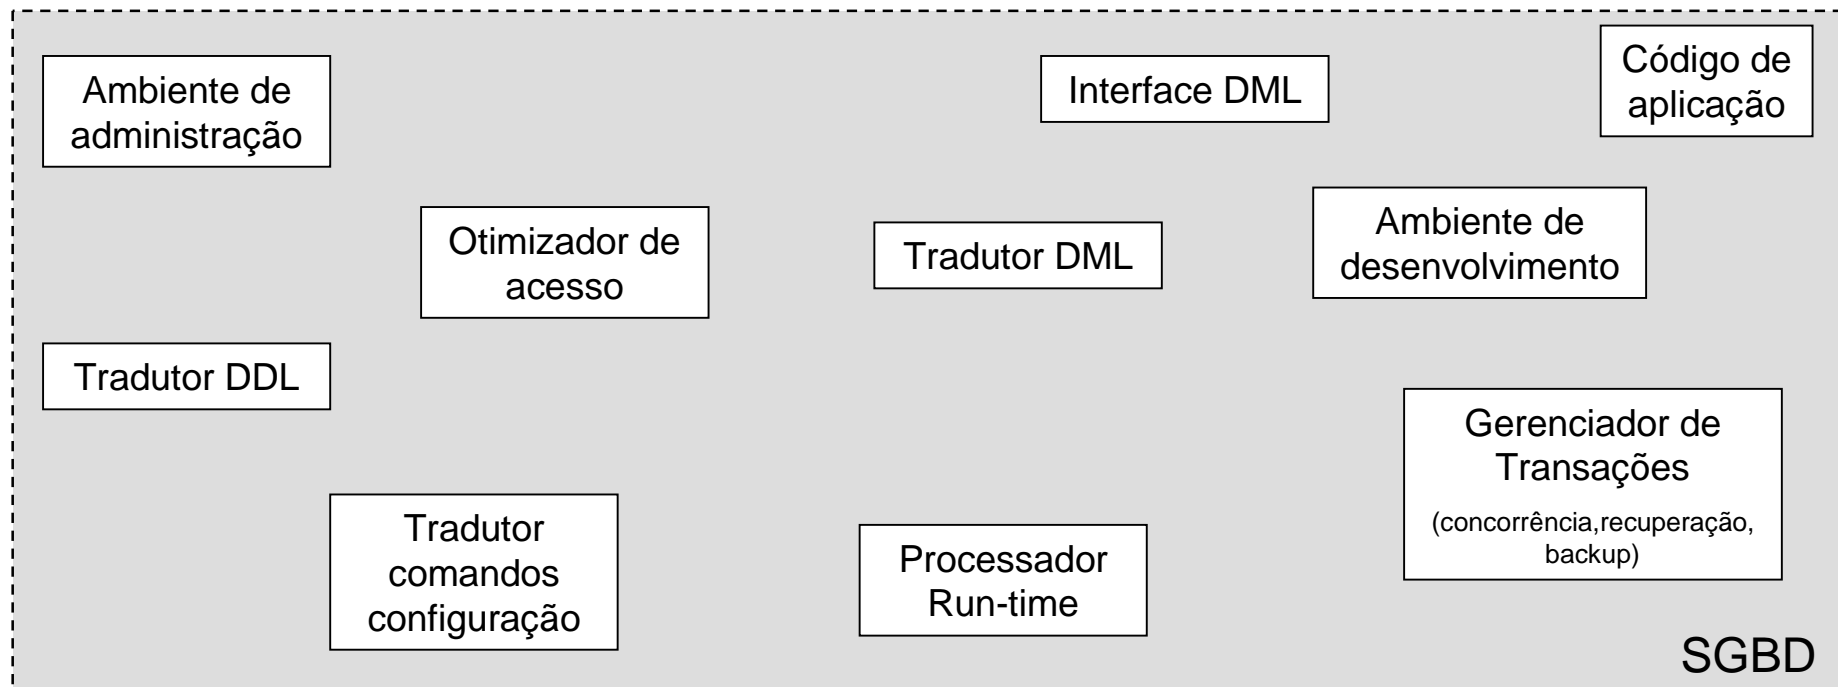 Ambiente de
administração
Interface DML
Código de
aplicação
Otimizador de
acesso
Tradutor DML
Ambiente de
desenvolvimento
Tradutor DDL
Gerenciador de
Transações
(concorrência,recuperação,
backup)
Tradutor
comandos
configuração
Processador
Run-time
SGBD